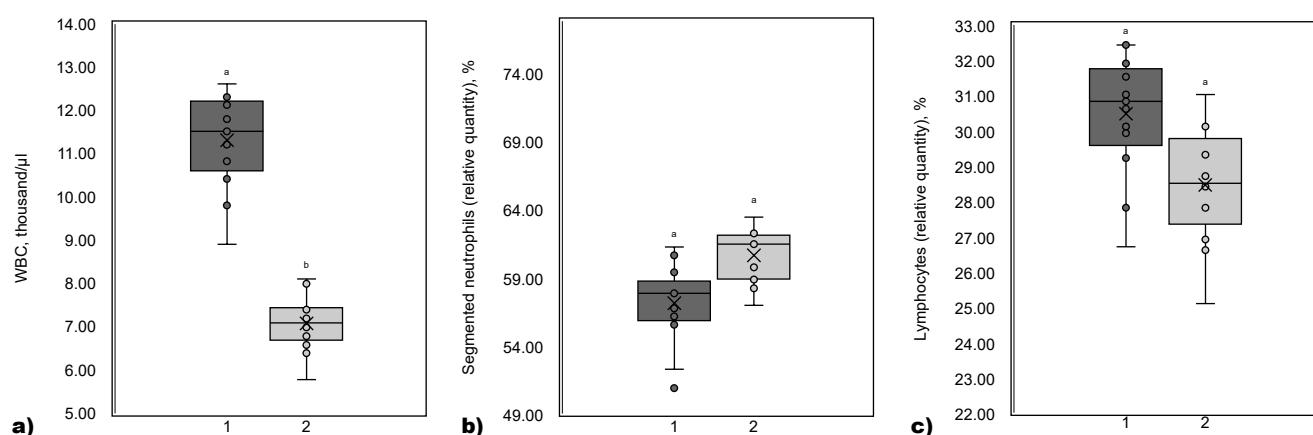 WBC, thousand/µl
14.00
13.00
12.00
11.00
10.00
9.00
8.00
7.00
6.00
5.00
a
b
1 2
a)
Segmented neutrophils (relative quantity), %
74.00
69.00
64.00
59.00
54.00
49.00
a
a
1 2
b)
Lymphocytes (relative quantity), %
33.00
32.00
31.00
30.00
29.00
28.00
27.00
26.00
25.00
24.00
23.00
22.00
a
a
1 2
c)